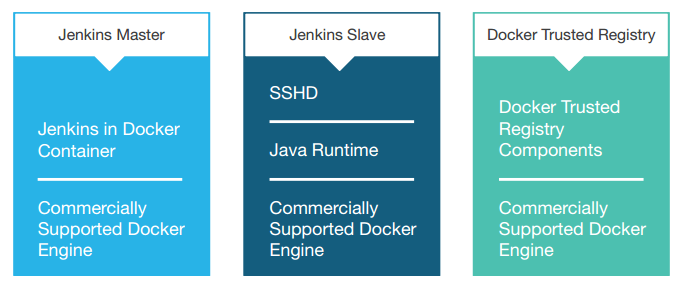 Jenkins Master
Jenkins in Docker
Container
Commercially
Supported Docker
Engine
Jenkins Slave
SSHD
Java Runtime
Commercially
Supported Docker
Engine
Docker Trusted Registry
Docker Trusted
Registry
Components
Commercially
Supported Docker
Engine